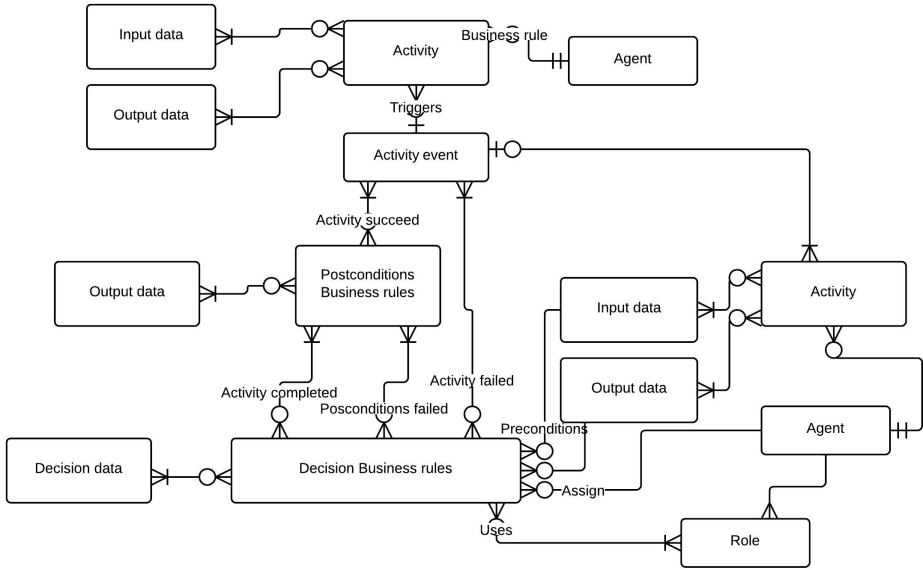 Input data
Activity
Business rule
Agent
Output data
Triggers
Activity event
Activity succeed
Output data
Postconditions
Business rules
Input data
Activity
Output data
Activity completed
Posconditions failed
Activity failed
Preconditions
Agent
Decision data
Decision Business rules
Assign
Uses
Role